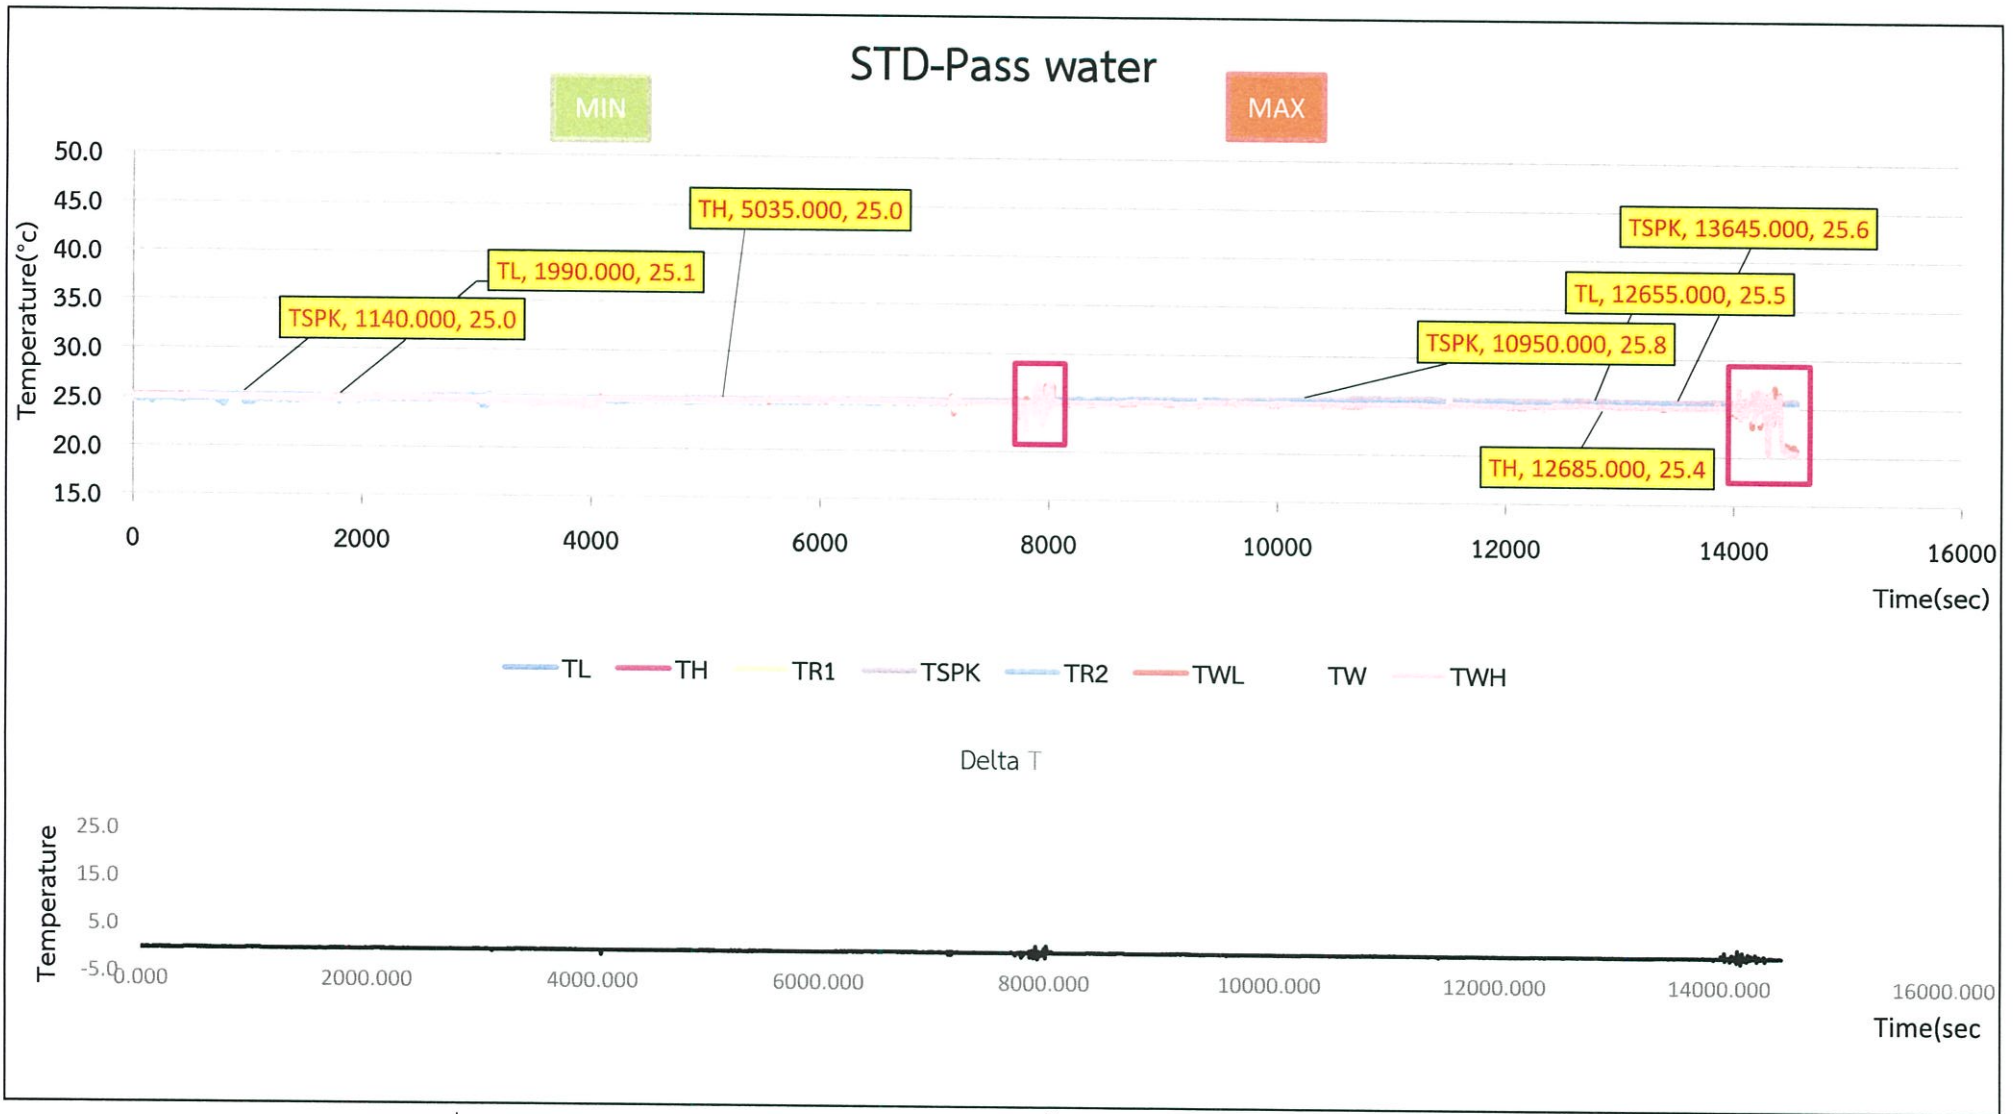 STD-Pass water
MIN
MAX
50.0
45.0
40.0
35.0
30.0
25.0
20.0
15.0
Temperature(°c)
TH, 5035.000, 25.0
TL, 1990.000, 25.1
TSPK, 1140.000, 25.0
TSPK, 13645.000, 25.6
TL, 12655.000, 25.5
TSPK, 10950.000, 25.8
TH, 12685.000, 25.4
0 2000 4000 6000 8000 10000 12000 14000 16000
Time(sec)
TL TH TR1 TSPK TR2 TWL TW TWH
Delta T
Temperature
25.0
15.0
5.0
-5.0
0.000 2000.000 4000.000 6000.000 8000.000 10000.000 12000.000 14000.000 16000.000
Time(sec